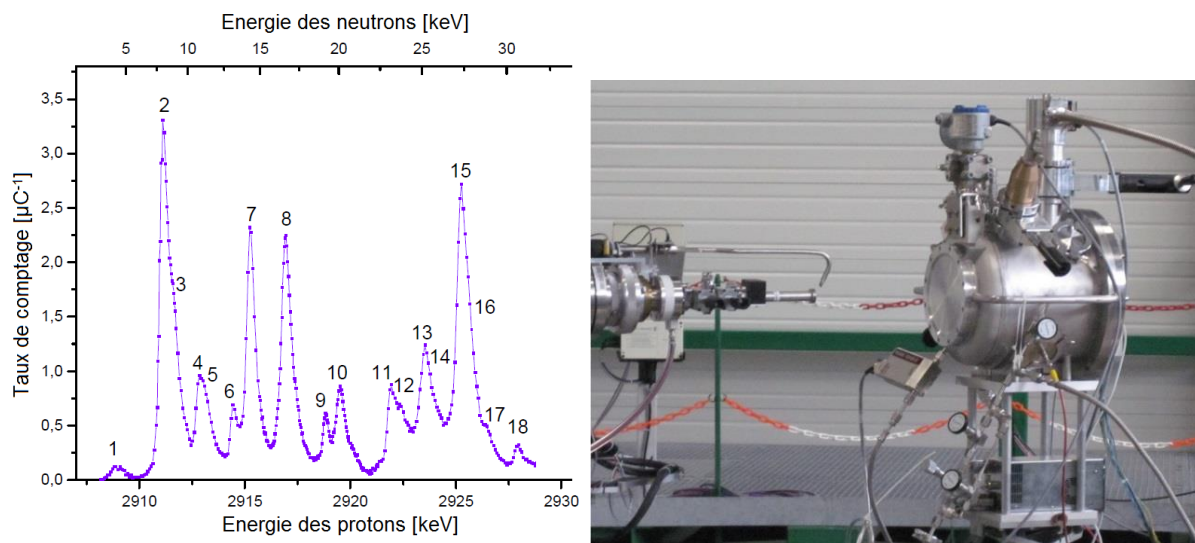 Energie des neutrons [keV]
5 10 15 20 25 30
Taux de comptage [µC⁻¹]
3,5
3,0
2,5
2,0
1,5
1,0
0,5
0,0
1 2 3 4 5 6 7 8 9 10 11 12 13 14 15 16 17 18
2910 2915 2920 2925 2930
Energie des protons [keV]